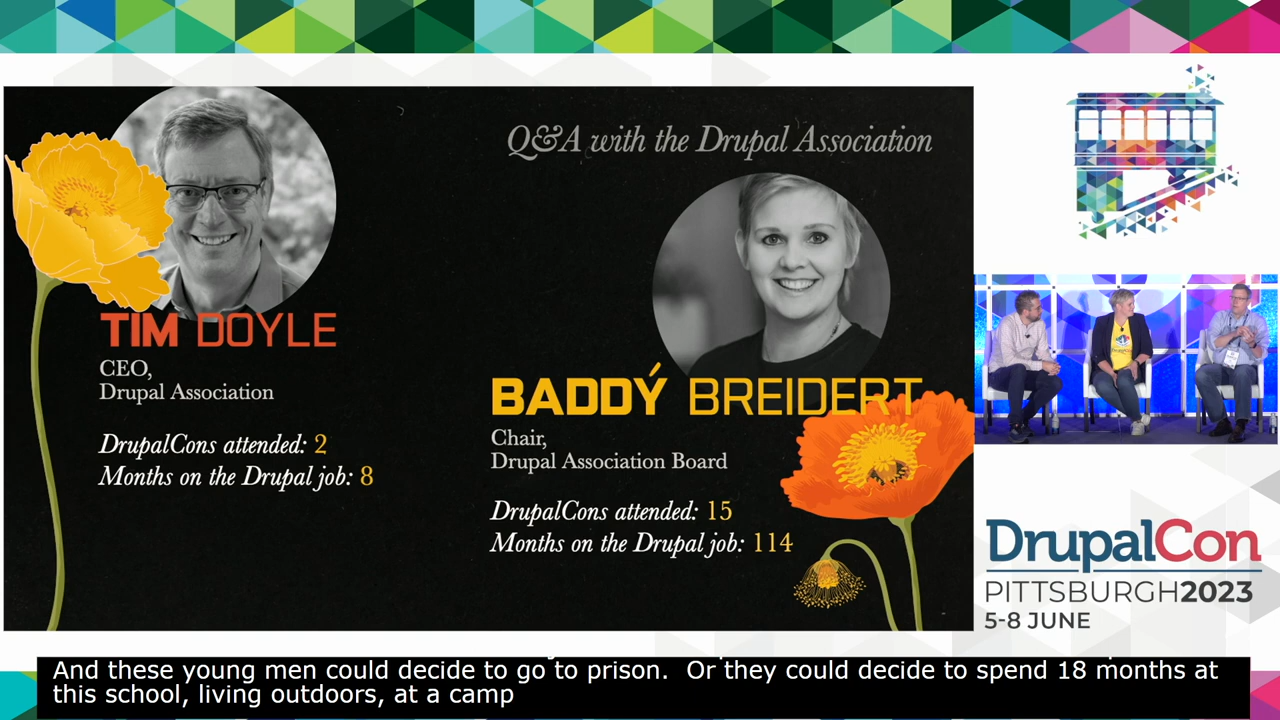 Q&A with the Drupal Association
TIM DOYLE
CEO,
Drupal Association
DrupalCons attended: 2
Months on the Drupal job: 8
BADDÝ BREIDERT
Chair,
Drupal Association Board
DrupalCons attended: 15
Months on the Drupal job: 114
DrupalCon
PITTSBURGH2023
5-8 JUNE
And these young men could decide to go to prison.  Or they could decide to spend 18 months at
this school, living outdoors, at a camp